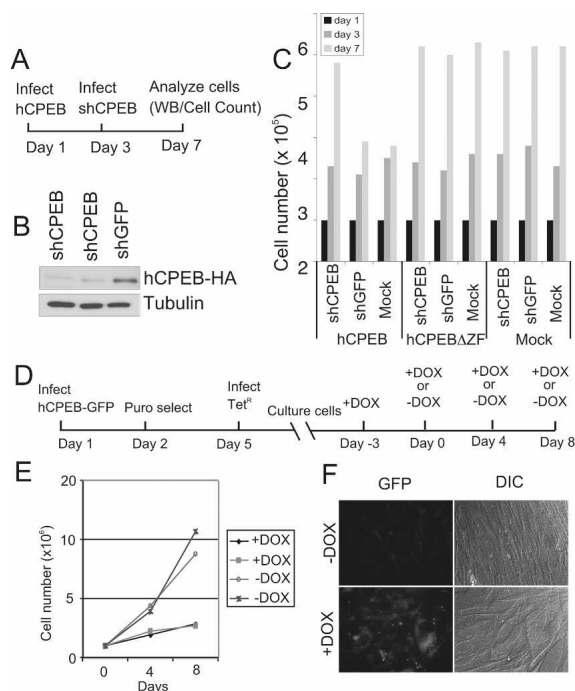 A
Infect Infect Analyze cells
hCPEB shCPEB (WB/Cell Count)
Day 1 Day 3 Day 7
B
shCPEB shCPEB shGFP
hCPEB-HA
Tubulin
C
day 1
day 3
day 7
Cell number (x 10⁵)
6
5
4
3
2
shCPEB shGFP Mock shCPEB shGFP Mock shCPEB shGFP Mock
hCPEB hCPEBΔZF Mock
D
Infect hCPEB-GFP
Puro select
Infect Tetᴿ
Culture cells
+DOX
+DOX or -DOX
+DOX or -DOX
+DOX or -DOX
Day 1 Day 2 Day 5 Day -3 Day 0 Day 4 Day 8
E
Cell number (x10⁶)
20
10
5
0
0 4 8
Days
+DOX
+DOX
-DOX
-DOX
F
GFP DIC
-DOX
+DOX